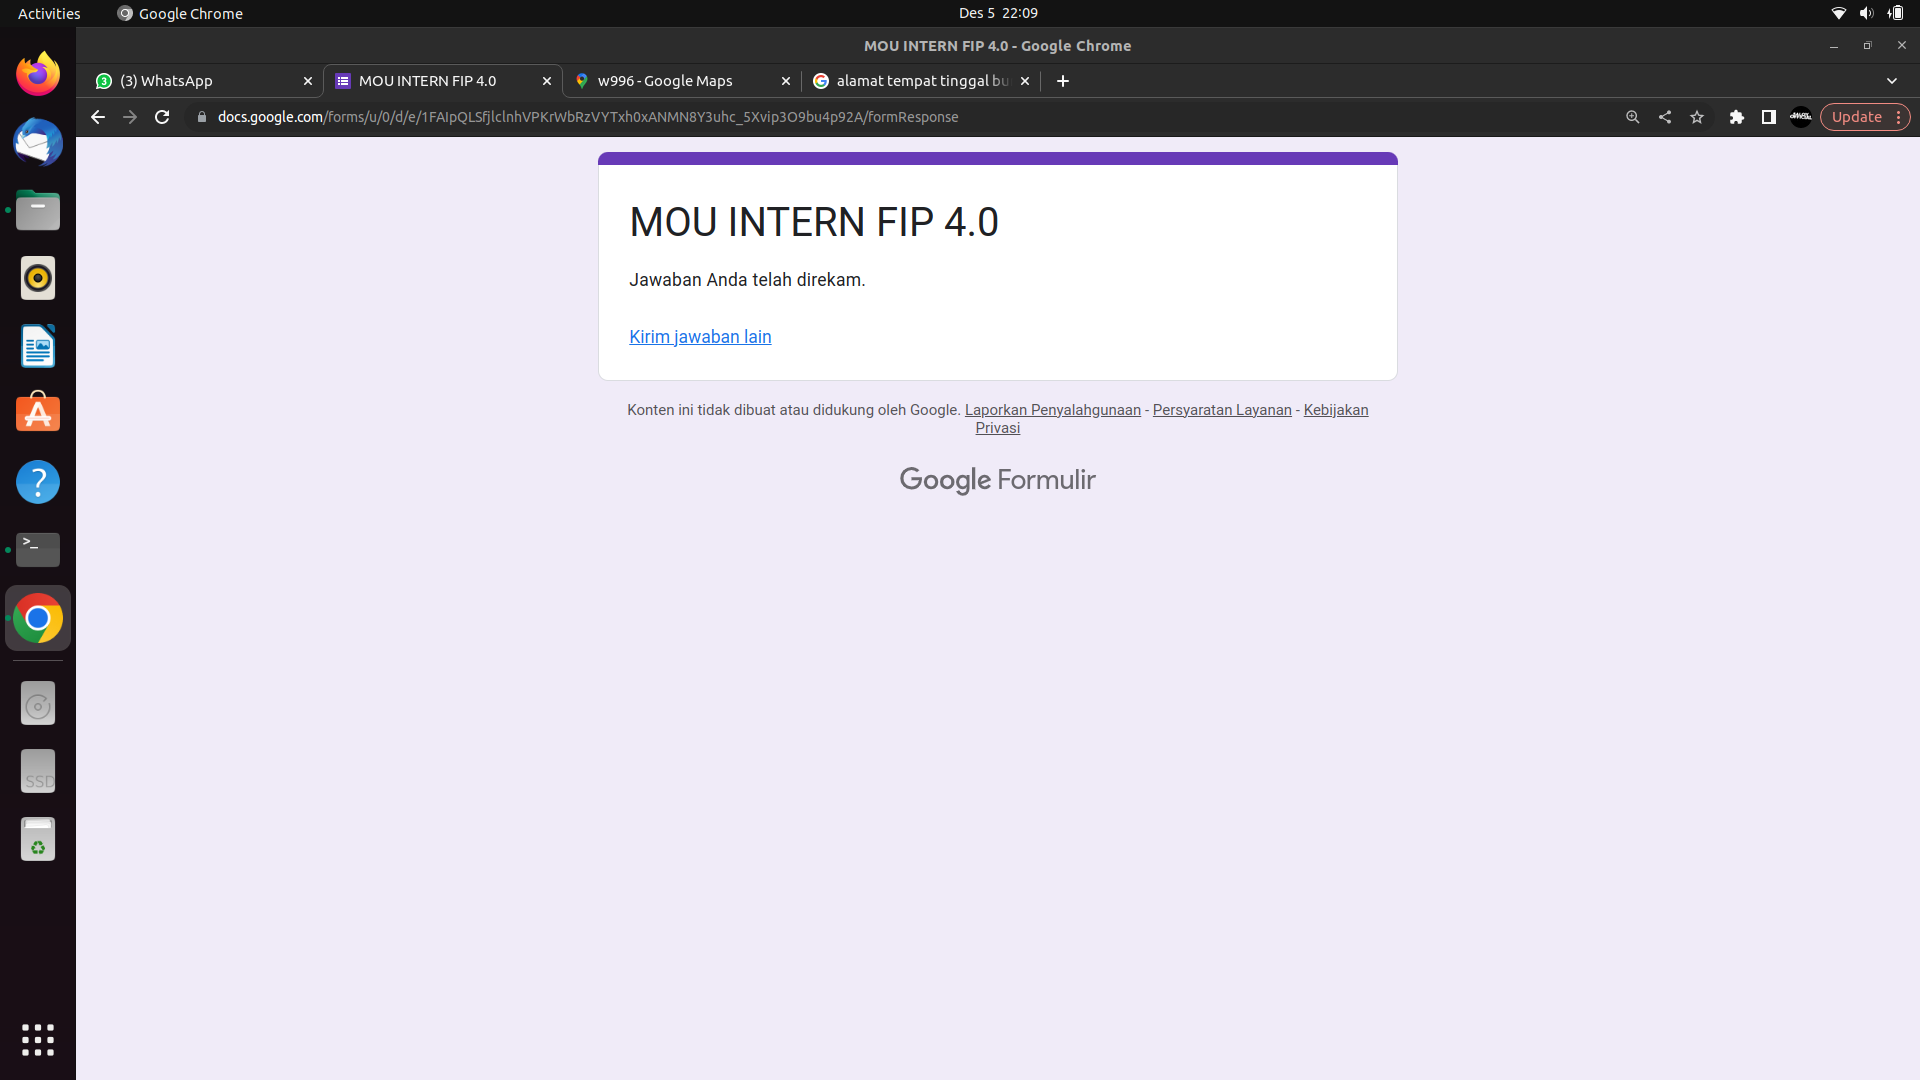 Activities
Google Chrome
Des 5 22:09
MOU INTERN FIP 4.0 - Google Chrome
(3) WhatsApp
MOU INTERN FIP 4.0
w996 - Google Maps
alamat tempat tinggal bu
docs.google.com/forms/u/0/d/e/1FAIpQLSfjlclnhVPKrWbRzVYTxh0xANMN8Y3uhc_5Xvip3O9bu4p92A/formResponse
Update
MOU INTERN FIP 4.0
Jawaban Anda telah direkam.
Kirim jawaban lain
Konten ini tidak dibuat atau didukung oleh Google. Laporkan Penyalahgunaan - Persyaratan Layanan - Kebijakan
Privasi
Google Formulir
SSD